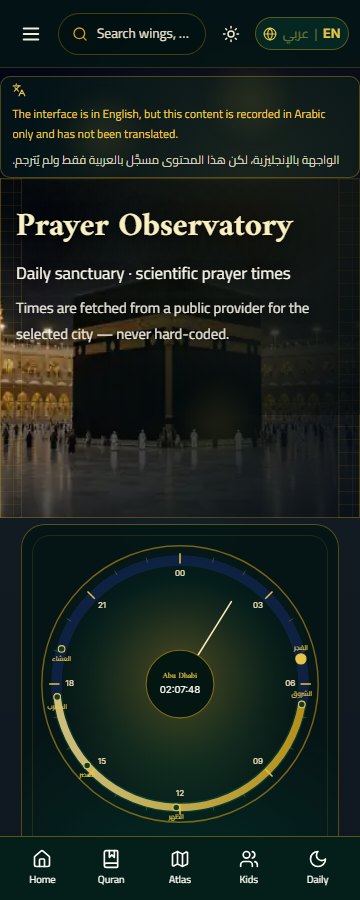 Search wings, ...
عربي | EN
The interface is in English, but this content is recorded in Arabic
only and has not been translated.
الواجهة بالإنجليزية، لكن هذا المحتوى مسجّل بالعربية فقط ولم يُترجم.
Prayer Observatory
Daily sanctuary · scientific prayer times
Times are fetched from a public provider for the
selected city — never hard-coded.
00
21
03
الفجر
العشاء
18
06
الشروق
Abu Dhabi
02:07:48
15
09
12
الظهر
Home
Quran
Atlas
Kids
Daily